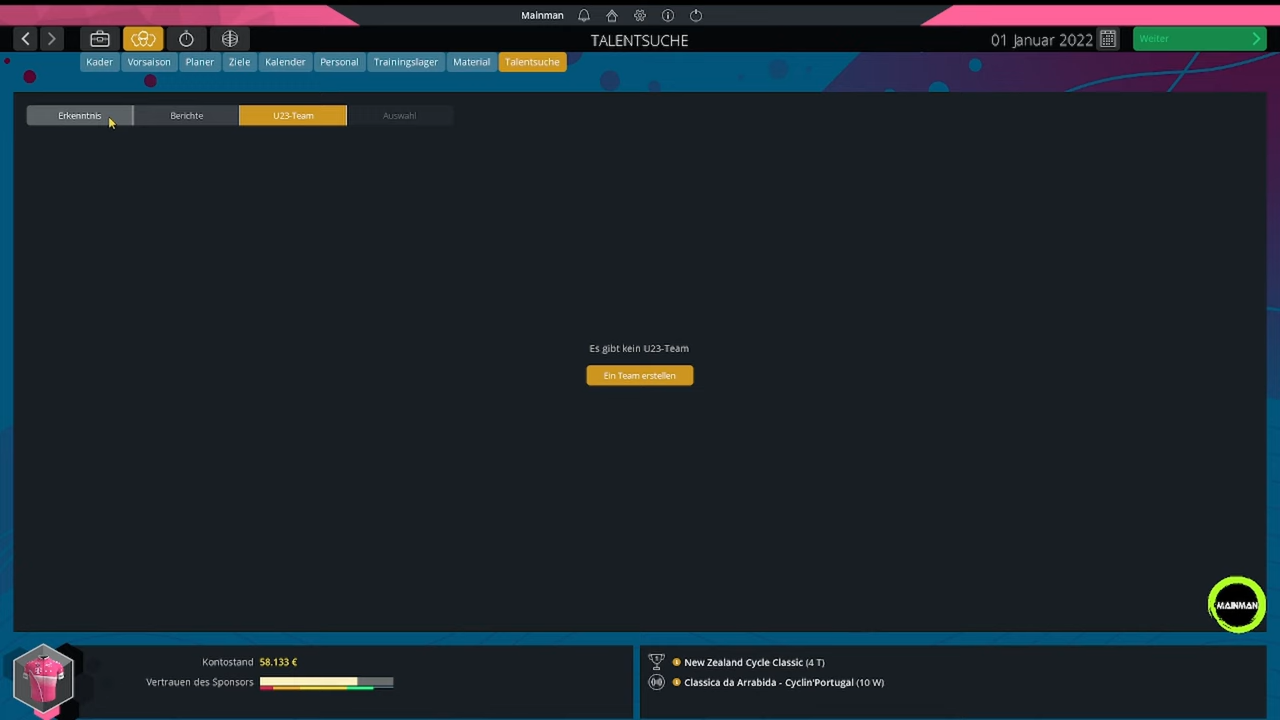 Mainman
TALENTSUCHE
01 Januar 2022
Weiter
Kader
Vorsaison
Planer
Ziele
Kalender
Personal
Trainingslager
Material
Talentsuche
Erkenntnis
Berichte
U23-Team
Auswahl
Es gibt kein U23-Team
Ein Team erstellen
MAINMAN
Kontostand 58.133 €
Vertrauen des Sponsors
New Zealand Cycle Classic (4 T)
Classica da Arrabida - Cyclin'Portugal (10 W)